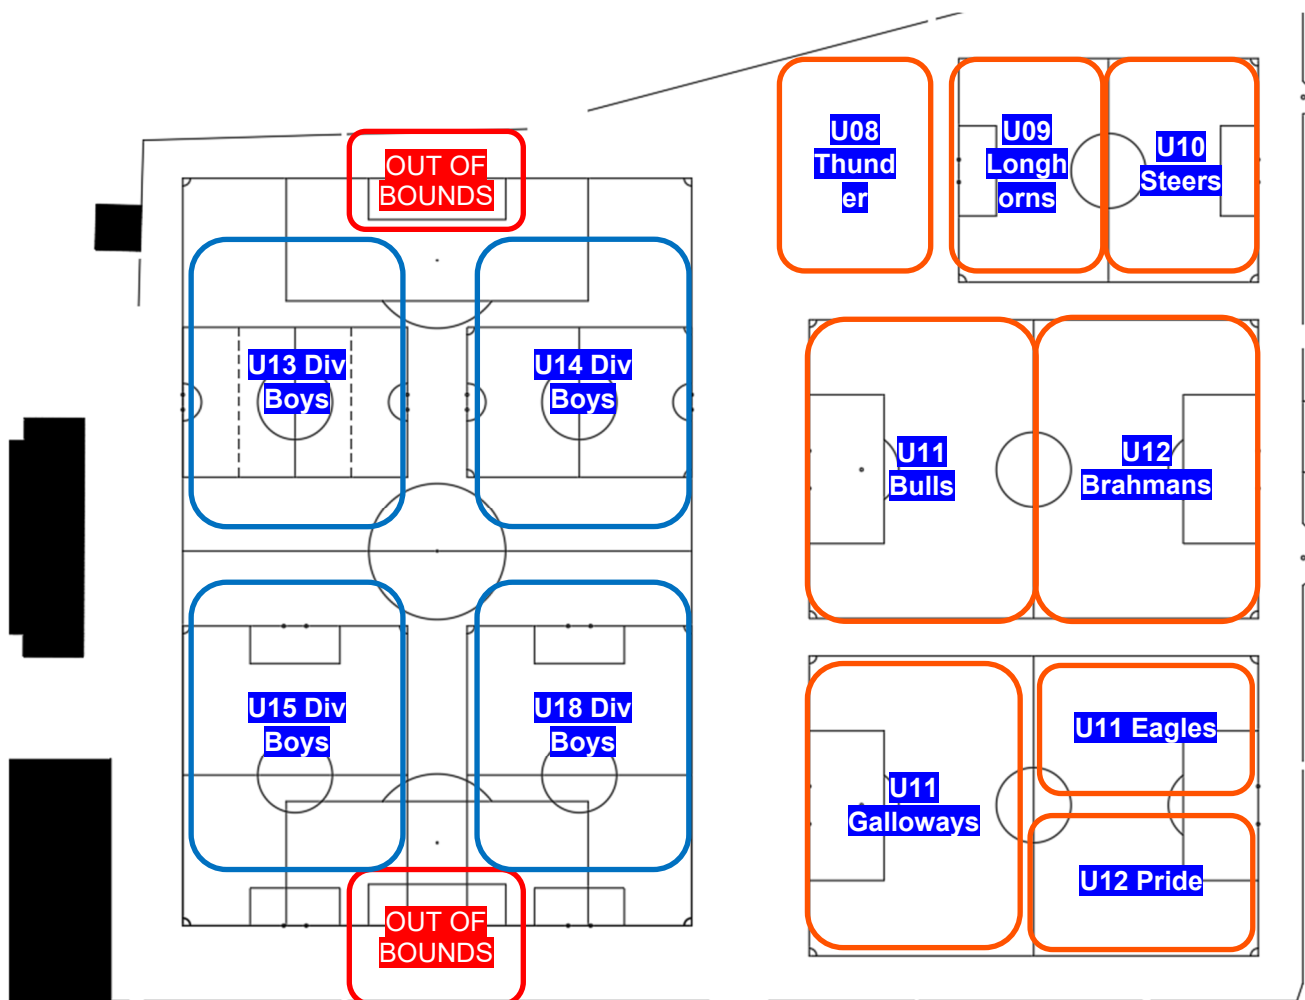 OUT OF
BOUNDS
U13 Div
Boys
U14 Div
Boys
U15 Div
Boys
U18 Div
Boys
OUT OF
BOUNDS
U08
Thund
er
U09
Longh
orns
U10
Steers
U11
Bulls
U12
Brahmans
U11
Galloways
U11 Eagles
U12 Pride